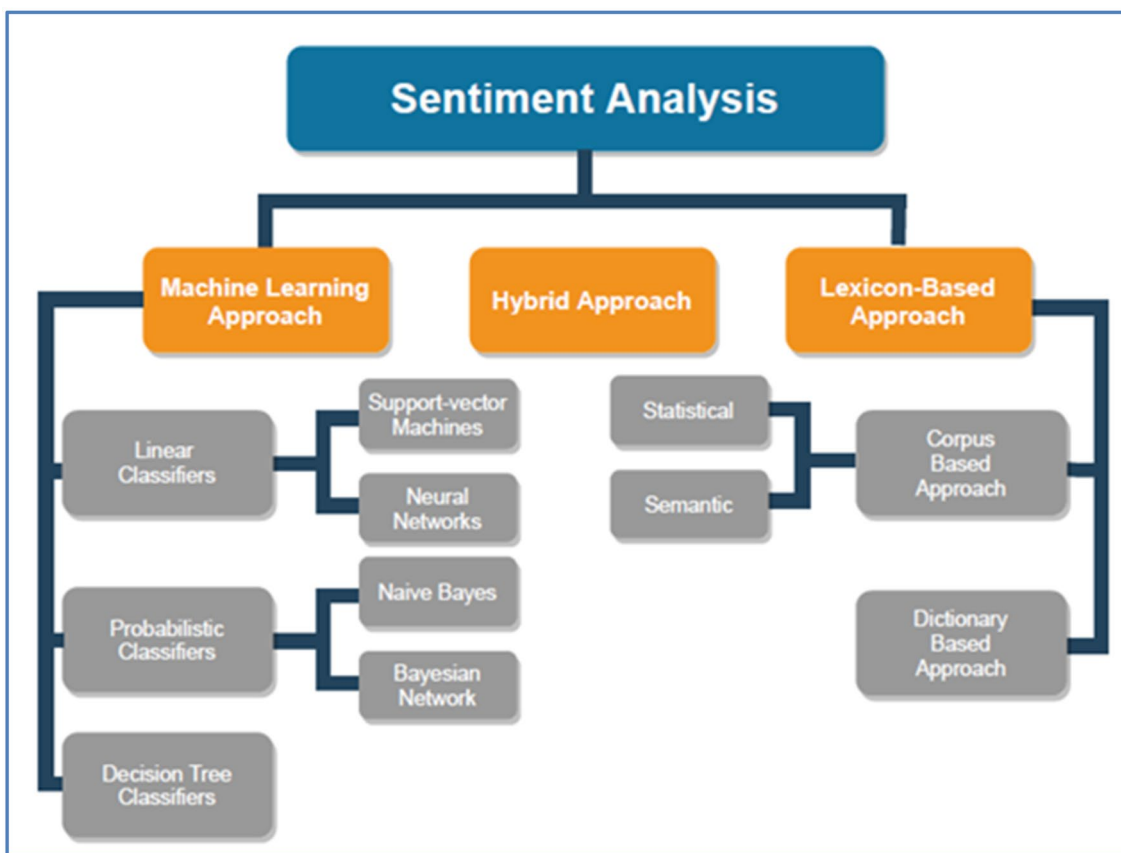 Sentiment Analysis
Machine Learning
Approach
Hybrid Approach
Lexicon-Based
Approach
Linear
Classifiers
Support-vector
Machines
Neural
Networks
Probabilistic
Classifiers
Naive Bayes
Bayesian
Network
Decision Tree
Classifiers
Statistical
Semantic
Corpus
Based
Approach
Dictionary
Based
Approach